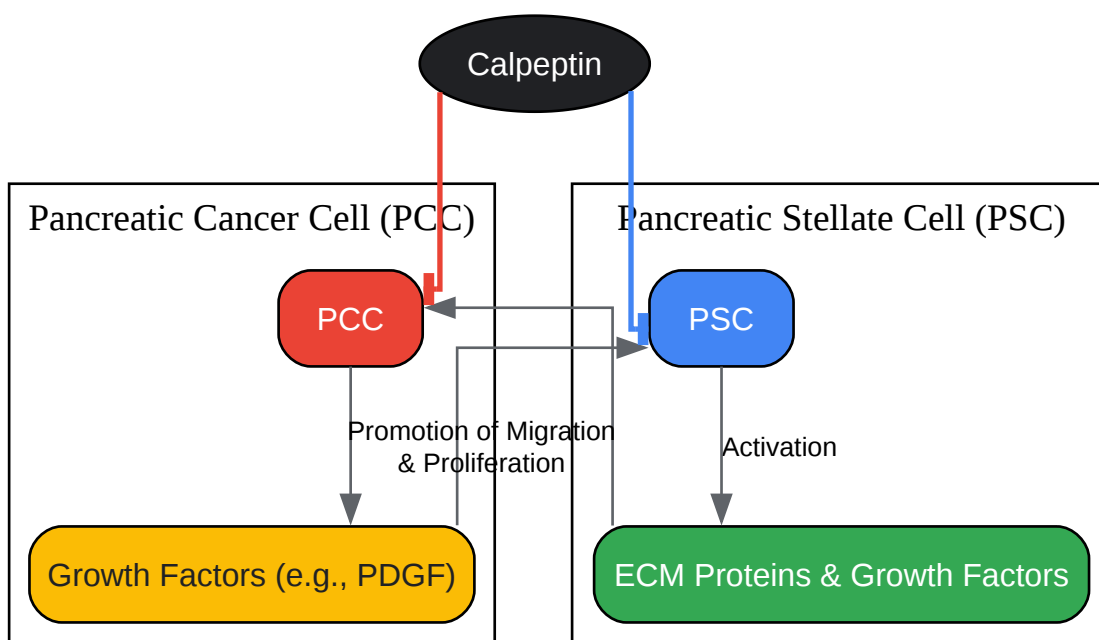 Calpeptin
Pancreatic Cancer Cell (PCC)
Pancreatic Stellate Cell (PSC)
PCC
PSC
Promotion of Migration
& Proliferation
Activation
Growth Factors (e.g., PDGF)
ECM Proteins & Growth Factors